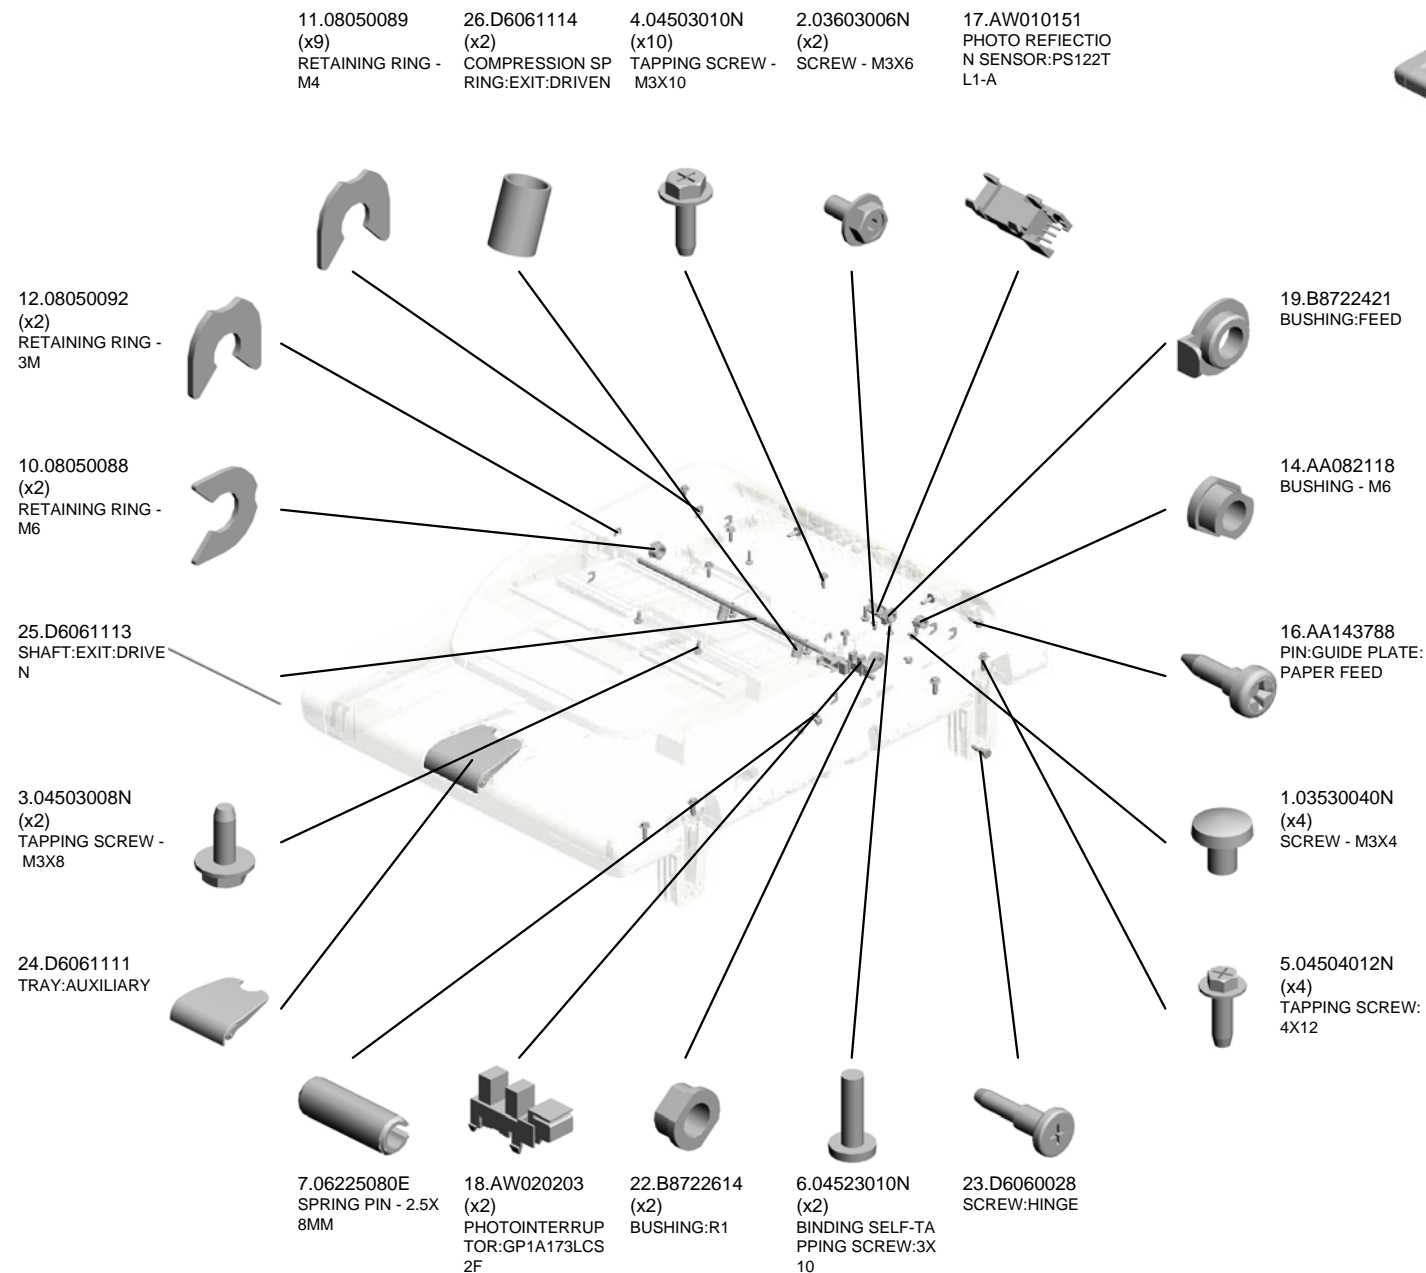 11.08050089
(x9)
RETAINING RING -
M4
26.D6061114
(x2)
COMPRESSION SP
RING:EXIT:DRIVEN
4.04503010N
(x10)
TAPPING SCREW -
M3X10
2.03603006N
(x2)
SCREW - M3X6
17.AW010151
PHOTO REFIECTIO
N SENSOR:PS122T
L1-A
12.08050092
(x2)
RETAINING RING -
3M
19.B8722421
BUSHING:FEED
10.08050088
(x2)
RETAINING RING -
M6
14.AA082118
BUSHING - M6
25.D6061113
SHAFT:EXIT:DRIVE
N
16.AA143788
PIN:GUIDE PLATE:
PAPER FEED
3.04503008N
(x2)
TAPPING SCREW -
M3X8
1.03530040N
(x4)
SCREW - M3X4
24.D6061111
TRAY:AUXILIARY
5.04504012N
(x4)
TAPPING SCREW:
4X12
7.06225080E
SPRING PIN - 2.5X
8MM
18.AW020203
(x2)
PHOTOINTERRUP
TOR:GP1A173LCS
2F
22.B8722614
(x2)
BUSHING:R1
6.04523010N
(x2)
BINDING SELF-TA
PPING SCREW:3X
10
23.D6060028
SCREW:HINGE